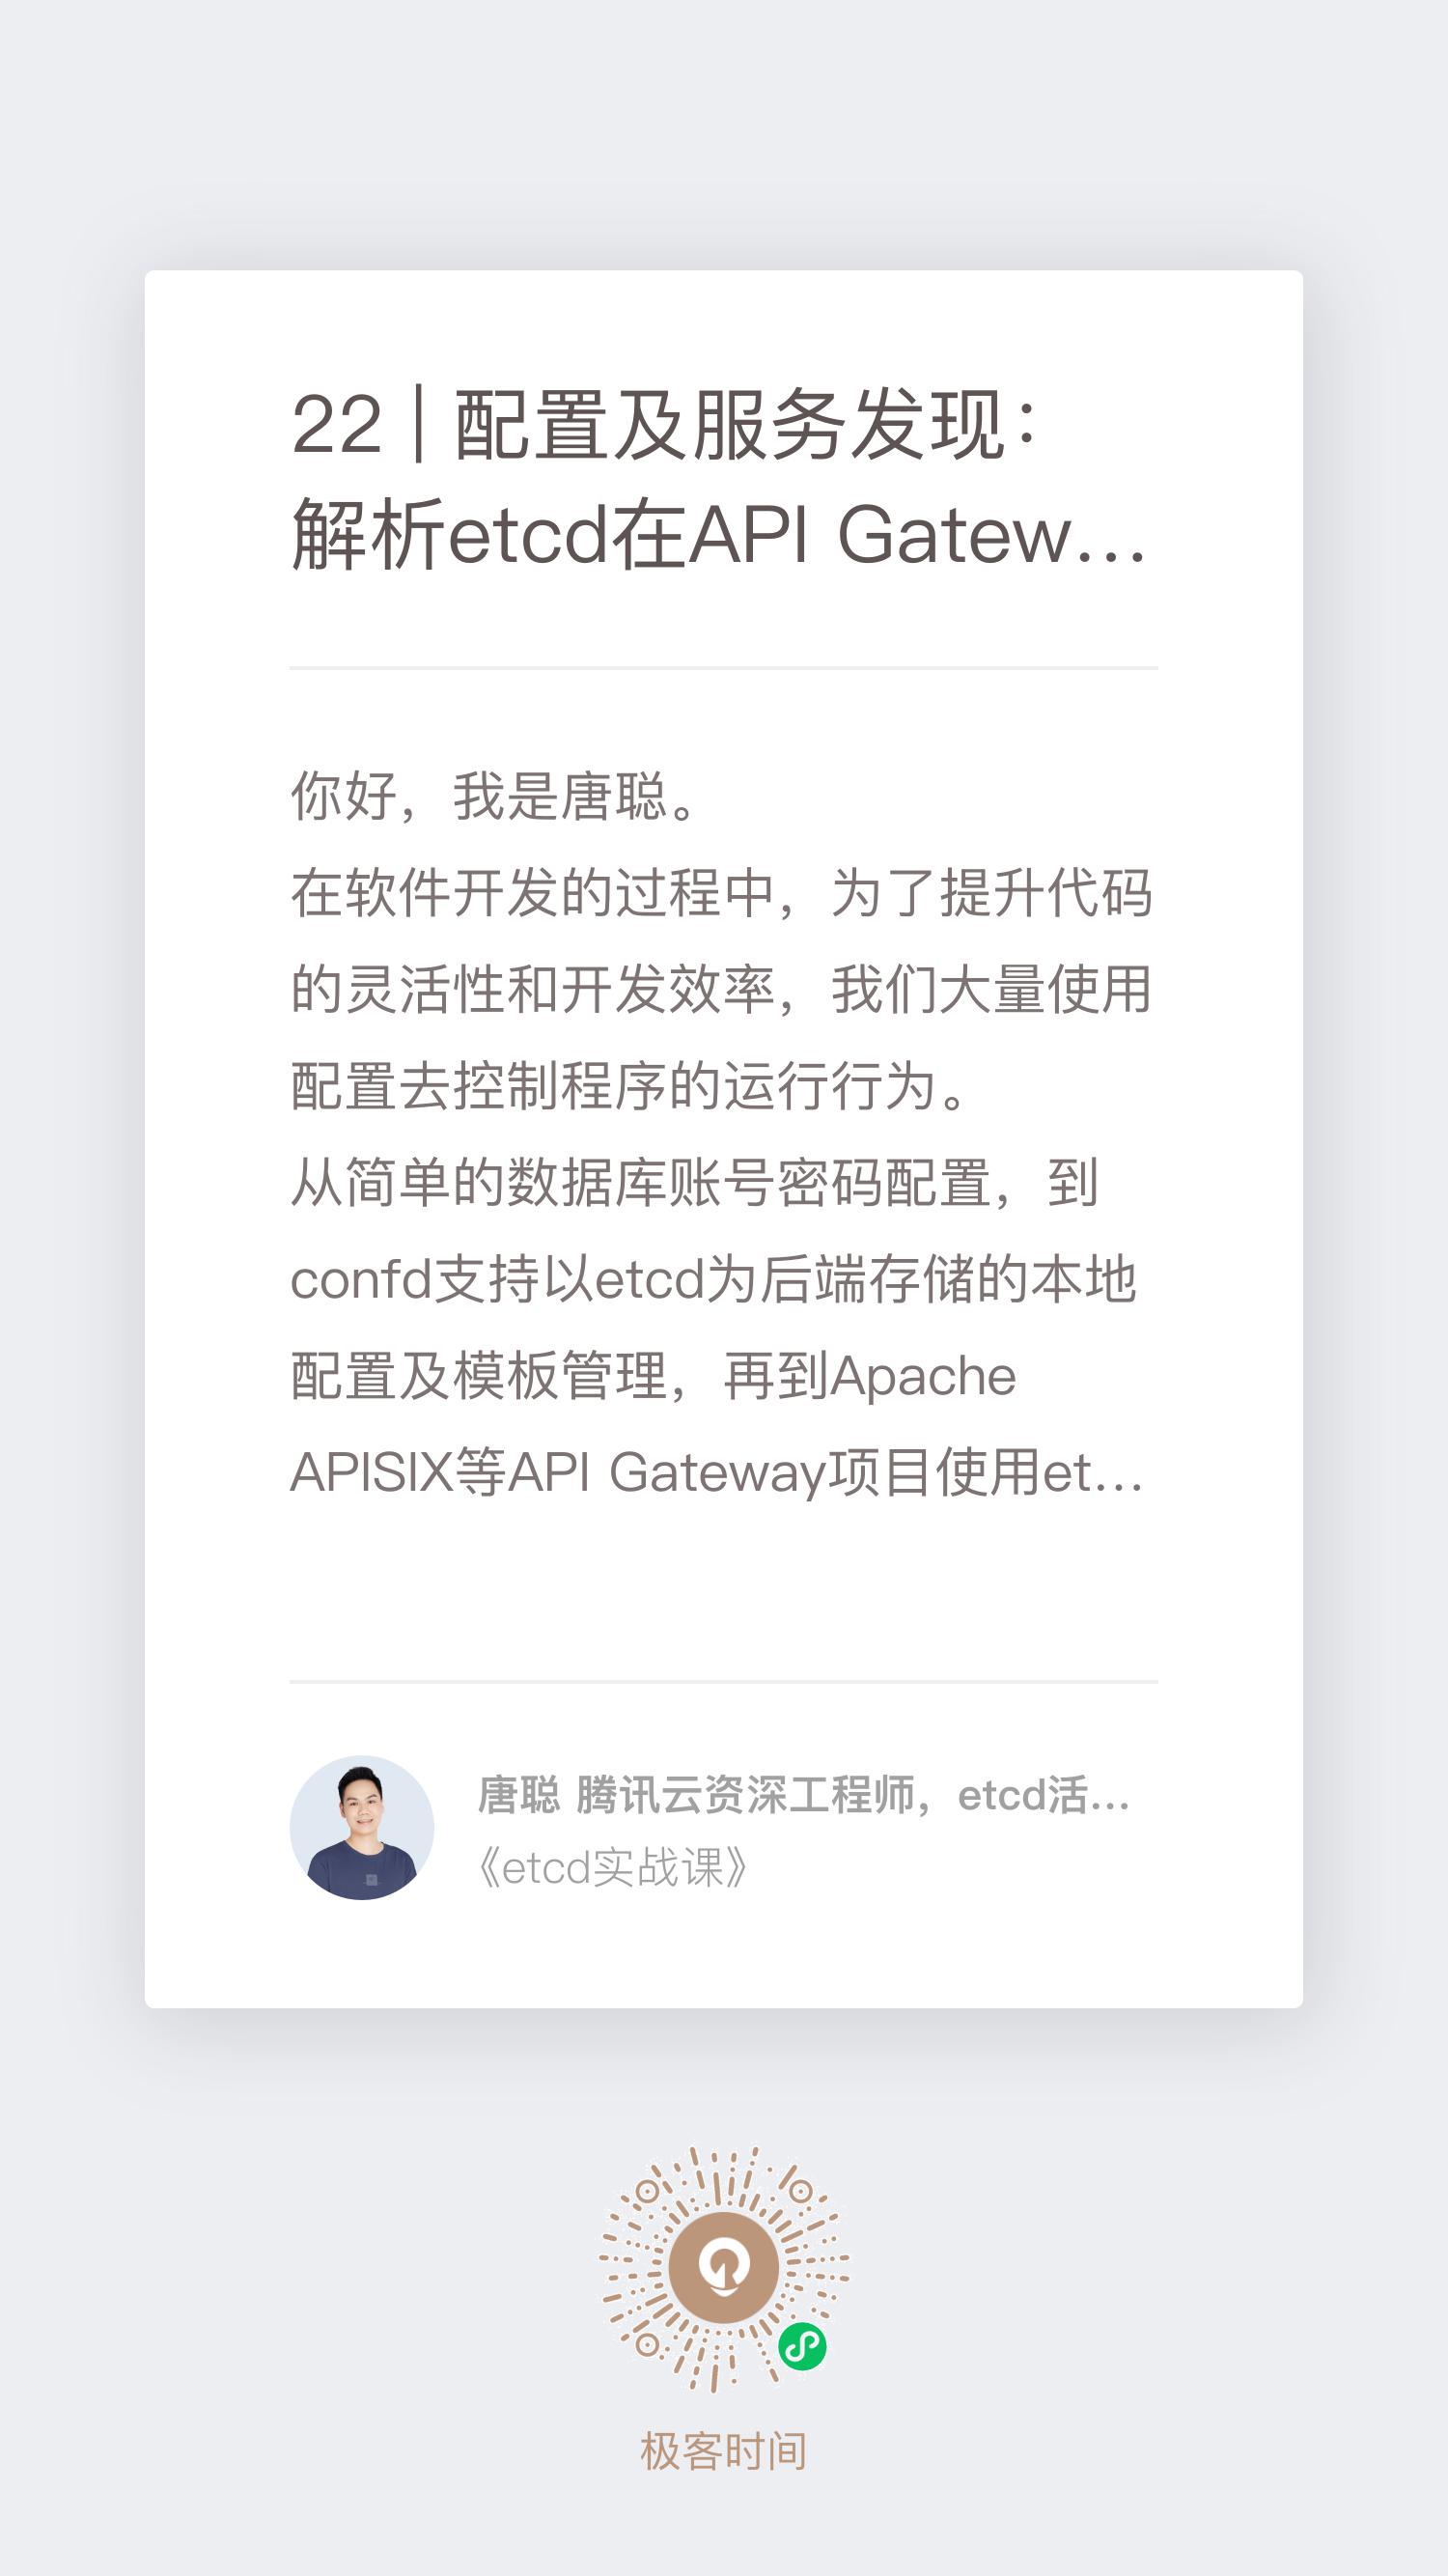 22 | 配置及服务发现：
解析etcd在API Gatew...
你好，我是唐聪。
在软件开发的过程中，为了提升代码
的灵活性和开发效率，我们大量使用
配置去控制程序的运行行为。
从简单的数据库账号密码配置，到
confd支持以etcd为后端存储的本地
配置及模板管理，再到Apache
APISIX等API Gateway项目使用et...
唐聪 腾讯云资深工程师，etcd活...
《etcd实战课》
极客时间